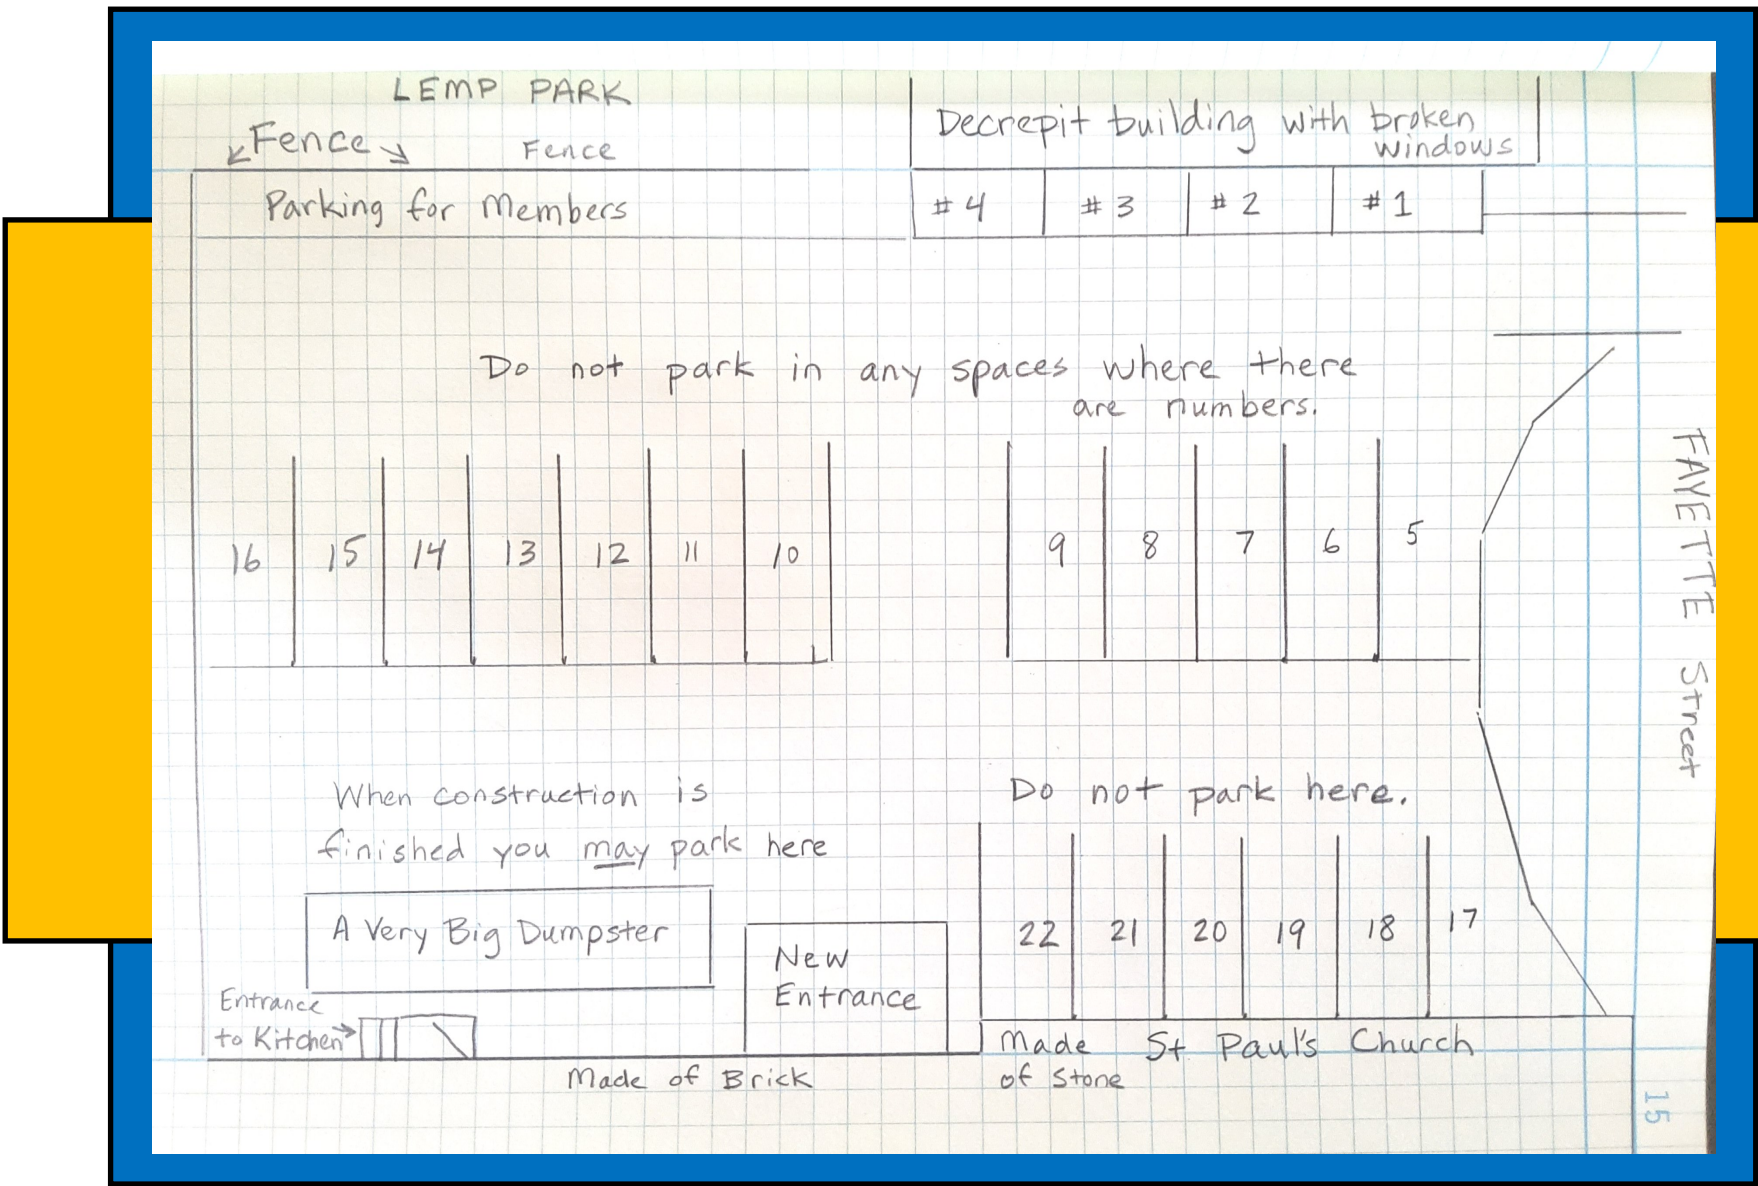 LEMP PARK
Fence
Fence
Decrepit building with broken
windows
Parking for Members
#4 #3 #2 #1
Do not park in any spaces where there
are numbers.
16 15 14 13 12 11 10 9 8 7 6 5
FAYETTE Street
When construction is
finished you may park here
Do not park here.
A Very Big Dumpster
New
Entrance
22 21 20 19 18 17
Entrance
to Kitchen
Made of Brick
Made
of Stone
St Paul's Church
15